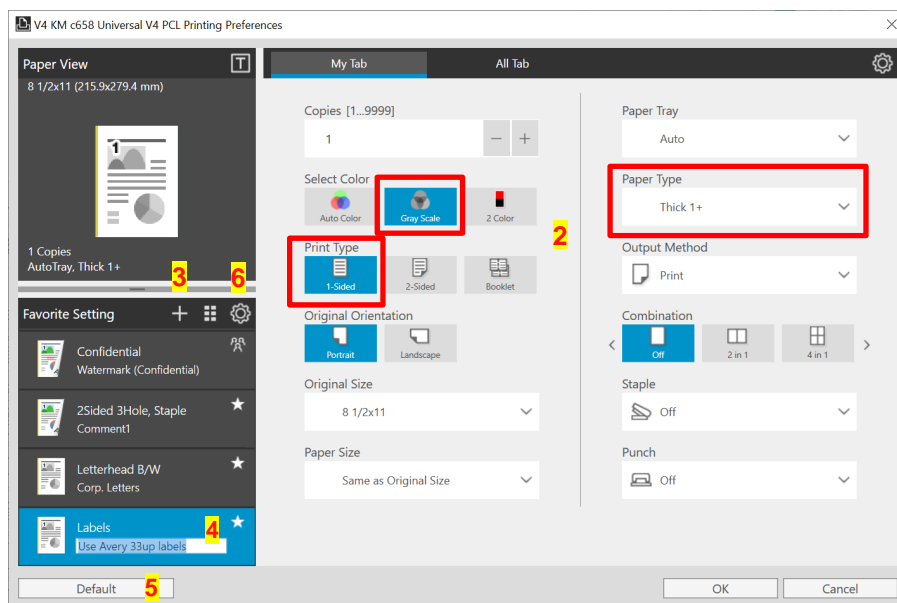 V4 KM c658 Universal V4 PCL Printing Preferences
Paper View
T
8 1/2x11 (215.9x279.4 mm)
1
1 Copies
AutoTray, Thick 1+
3
6
Favorite Setting
Confidential
Watermark (Confidential)
2Sided 3Hole, Staple
Comment1
Letterhead B/W
Corp. Letters
Labels
Use Avery 33up labels
4
Default
5
My Tab
All Tab
Copies [1...9999]
1
Select Color
Auto Color
Gray Scale
2 Color
2
Print Type
1-Sided
2-Sided
Booklet
Original Orientation
Portrait
Landscape
Original Size
8 1/2x11
Paper Size
Same as Original Size
Paper Tray
Auto
Paper Type
Thick 1+
Output Method
Print
Combination
Off
2 in 1
4 in 1
Staple
Off
Punch
Off
OK
Cancel